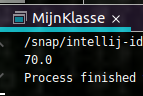 MijnKlasse ×
/snap/intellij-id
70.0
Process finished